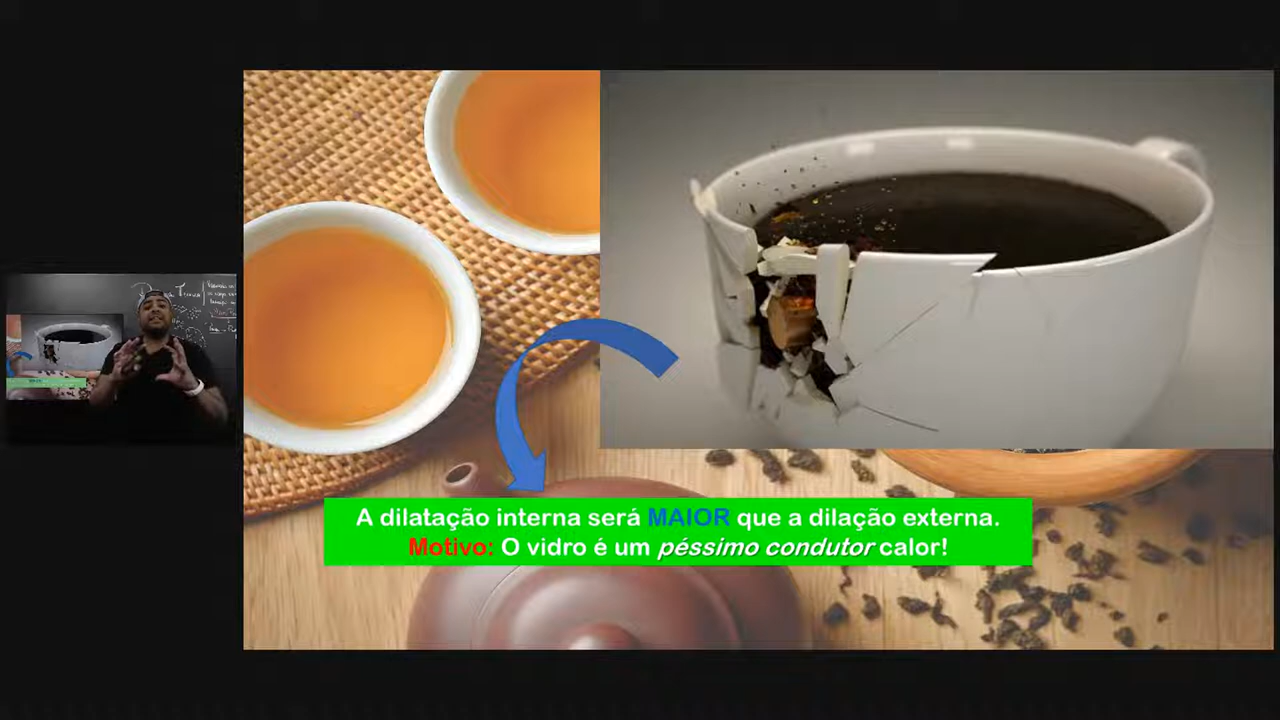 A dilatação interna será MAIOR que a dilação externa.
Motivo: O vidro é um péssimo condutor calor!